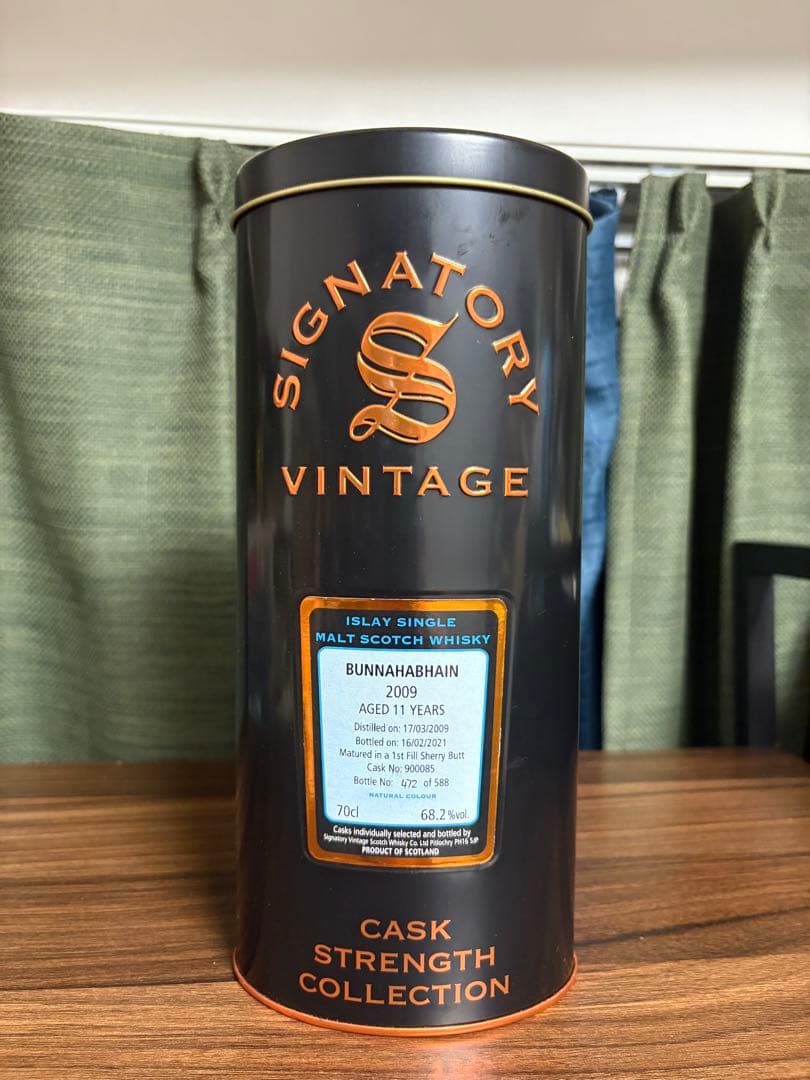 SIGNATORY
S
VINTAGE
ISLAY SINGLE
MALT SCOTCH WHISKY
BUNNAHABHAIN
2009
AGED 11 YEARS
Distilled on: 17/03/2009
Bottled on: 16/02/2021
Matured in a 1st Fill Sherry Butt
Cask No: 900085
Bottle No: 472 of 588
NATURAL COLOUR
70cl 68.2%vol.
Casks individually selected and bottled by
Signatory Vintage Scotch Whisky Co. Ltd Pitlochry PH16 5JP
PRODUCT OF SCOTLAND
CASK
STRENGTH
COLLECTION